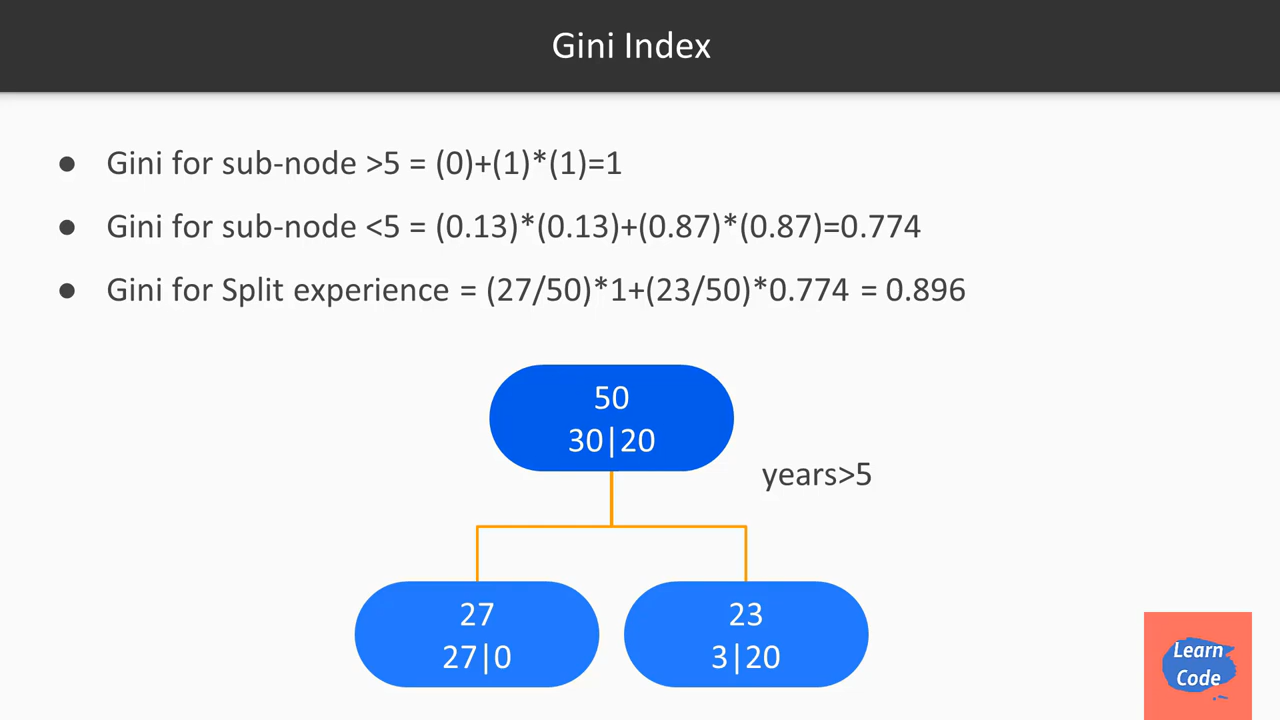 Gini Index
● Gini for sub-node >5 = (0)+(1)*(1)=1
● Gini for sub-node <5 = (0.13)*(0.13)+(0.87)*(0.87)=0.774
● Gini for Split experience = (27/50)*1+(23/50)*0.774 = 0.896
50
30|20
years>5
27
27|0
23
3|20
Learn
Code